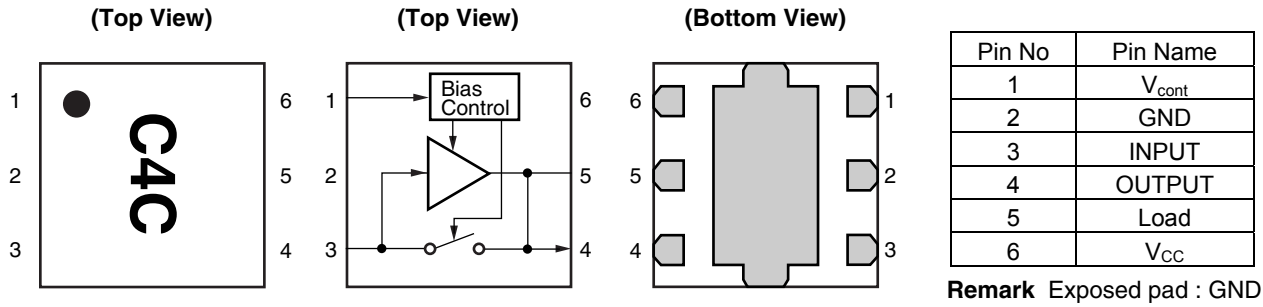 (Top View)
C4C
1
2
3
6
5
4
(Top View)
Bias
Control
1
2
3
6
5
4
(Bottom View)
6
5
4
1
2
3
Pin No Pin Name
1 Vcont
2 GND
3 INPUT
4 OUTPUT
5 Load
6 VCC
Remark Exposed pad : GND